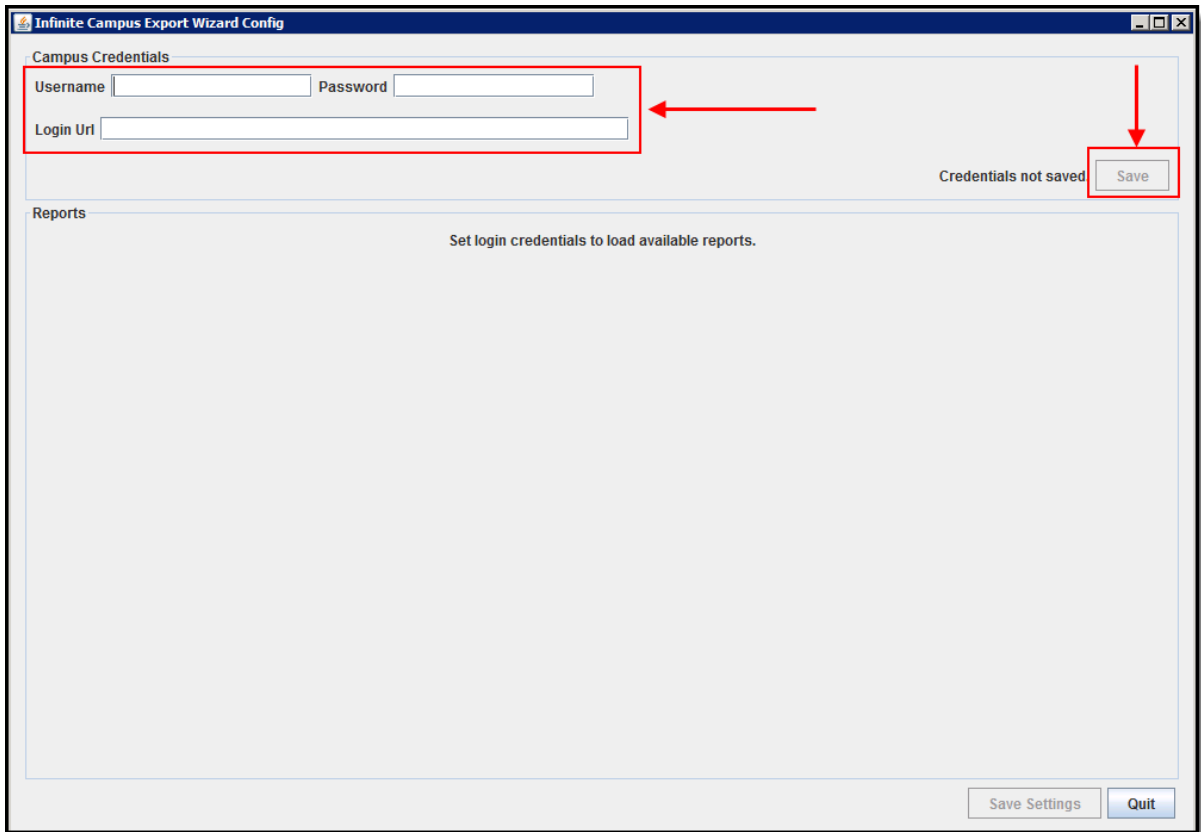 Infinite Campus Export Wizard Config
Campus Credentials
Username Password
Login Url
Credentials not saved. Save
Reports
Set login credentials to load available reports.
Save Settings Quit